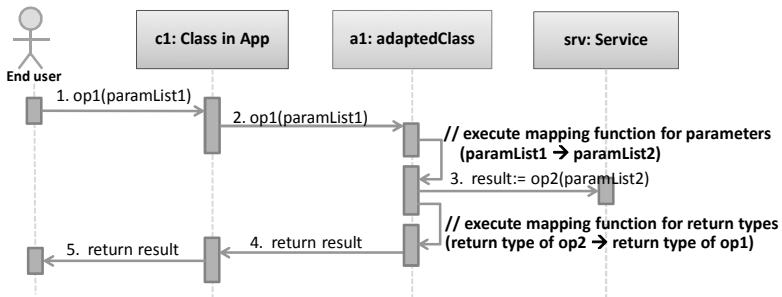 c1: Class in App
a1: adaptedClass
srv: Service
End user
1. op1(paramList1)
2. op1(paramList1)
// execute mapping function for parameters
(paramList1 → paramList2)
3. result:= op2(paramList2)
// execute mapping function for return types
(return type of op2 → return type of op1)
4. return result
5. return result